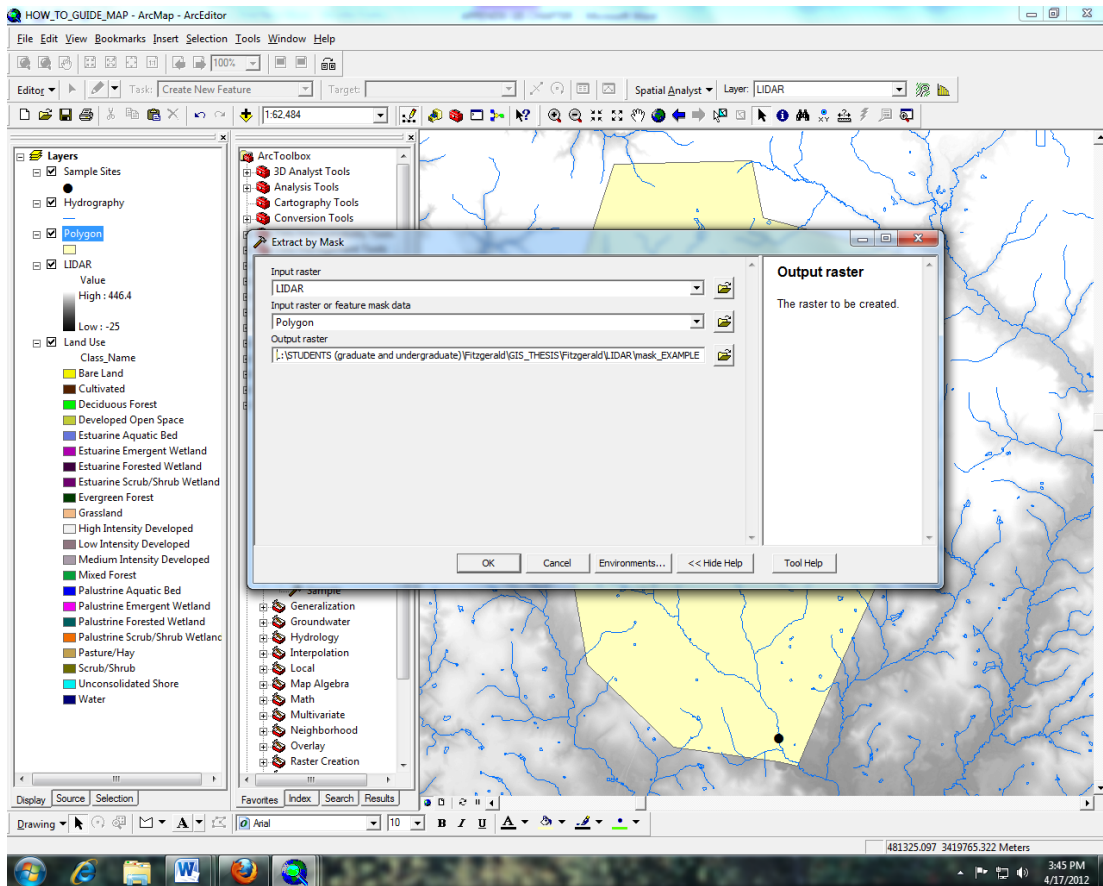 HOW_TO_GUIDE_MAP - ArcMap - ArcEditor
File Edit View Bookmarks Insert Selection Tools Window Help
100%
Editor Task: Create New Feature Target: Spatial Analyst Layer: LIDAR
1:62,484
Layers
Sample Sites
Hydrography
Polygon
LIDAR
Value
High : 446.4
Low : -25
Land Use
Class_Name
Bare Land
Cultivated
Deciduous Forest
Developed Open Space
Estuarine Aquatic Bed
Estuarine Emergent Wetland
Estuarine Forested Wetland
Estuarine Scrub/Shrub Wetland
Evergreen Forest
Grassland
High Intensity Developed
Low Intensity Developed
Medium Intensity Developed
Mixed Forest
Palustrine Aquatic Bed
Palustrine Emergent Wetland
Palustrine Forested Wetland
Palustrine Scrub/Shrub Wetlanc
Pasture/Hay
Scrub/Shrub
Unconsolidated Shore
Water
Display Source Selection
ArcToolbox
3D Analyst Tools
Analysis Tools
Cartography Tools
Conversion Tools
Extract by Mask
Input raster
LIDAR
Input raster or feature mask data
Polygon
Output raster
.:\STUDENTS (graduate and undergraduate)\Fitzgerald\GIS_THESIS\Fitzgerald\LIDAR\mask_EXAMPLE
OK Cancel Environments... << Hide Help Tool Help
Output raster
The raster to be created.
Sample
Generalization
Groundwater
Hydrology
Interpolation
Local
Map Algebra
Math
Multivariate
Neighborhood
Overlay
Raster Creation
Favorites Index Search Results
Drawing A Arial 10 B I U A
481325.097 3419765.322 Meters
3:45 PM
4/17/2012